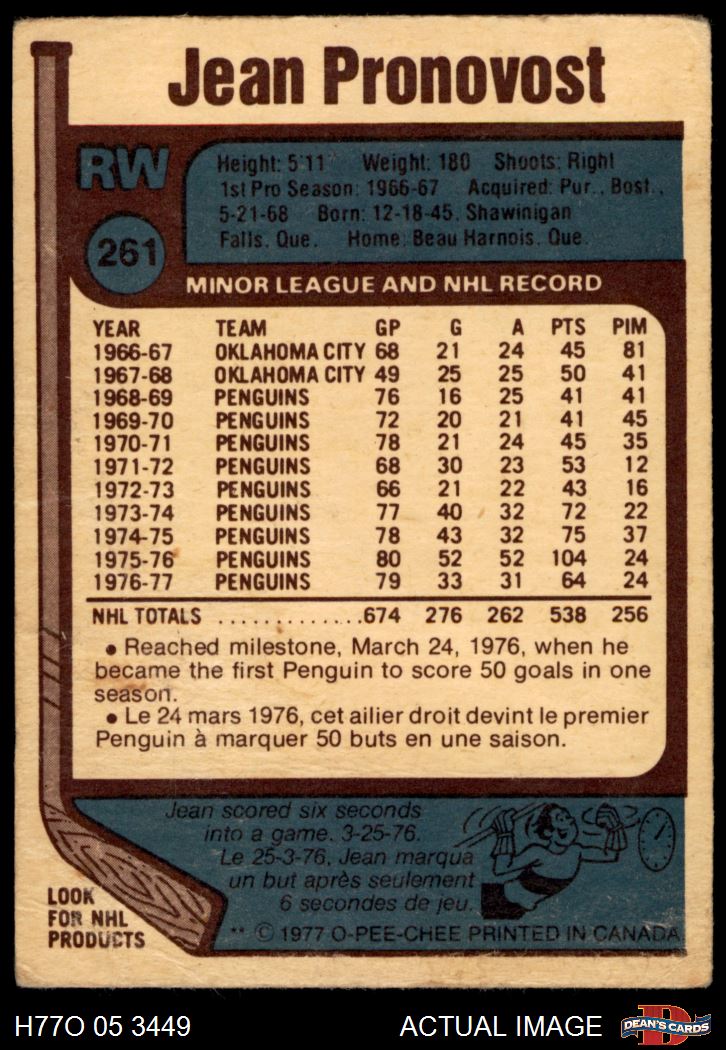 Jean Pronovost
RW
Height: 5'11" Weight: 180 Shoots: Right
1st Pro Season: 1966-67 Acquired: Pur., Bost.,
5-21-68 Born: 12-18-45, Shawinigan
Falls, Que. Home: Beau Harnois, Que.
261
MINOR LEAGUE AND NHL RECORD
YEAR TEAM GP G A PTS PIM
1966-67 OKLAHOMA CITY 68 21 24 45 81
1967-68 OKLAHOMA CITY 49 25 25 50 41
1968-69 PENGUINS 76 16 25 41 41
1969-70 PENGUINS 72 20 21 41 45
1970-71 PENGUINS 78 21 24 45 35
1971-72 PENGUINS 68 30 23 53 12
1972-73 PENGUINS 66 21 22 43 16
1973-74 PENGUINS 77 40 32 72 22
1974-75 PENGUINS 78 43 32 75 37
1975-76 PENGUINS 80 52 52 104 24
1976-77 PENGUINS 79 33 31 64 24
NHL TOTALS .............674 276 262 538 256
• Reached milestone, March 24, 1976, when he
became the first Penguin to score 50 goals in one
season.
• Le 24 mars 1976, cet ailier droit devint le premier
Penguin à marquer 50 buts en une saison.
Jean scored six seconds
into a game. 3-25-76.
Le 25-3-76, Jean marqua
un but après seulement
6 secondes de jeu.
LOOK
FOR NHL
PRODUCTS
** © 1977 O-PEE-CHEE PRINTED IN CANADA
H77O 05 3449 ACTUAL IMAGE
D
DEAN'S CARDS